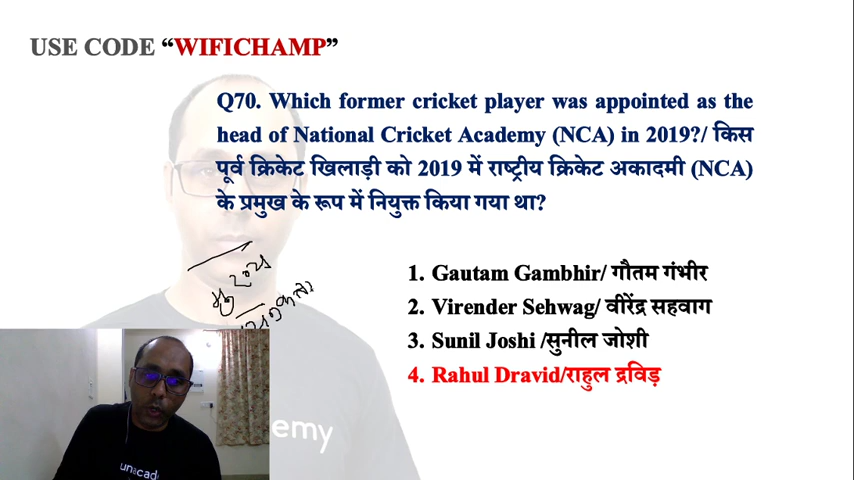 USE CODE “WIFICHAMP”
Q70. Which former cricket player was appointed as the
head of National Cricket Academy (NCA) in 2019?/ किस
पूर्व क्रिकेट खिलाड़ी को 2019 में राष्ट्रीय क्रिकेट अकादमी (NCA)
के प्रमुख के रूप में नियुक्त किया गया था?
1. Gautam Gambhir/ गौतम गंभीर
2. Virender Sehwag/ वीरेंद्र सहवाग
3. Sunil Joshi /सुनील जोशी
4. Rahul Dravid/राहुल द्रविड़
emy
unacade